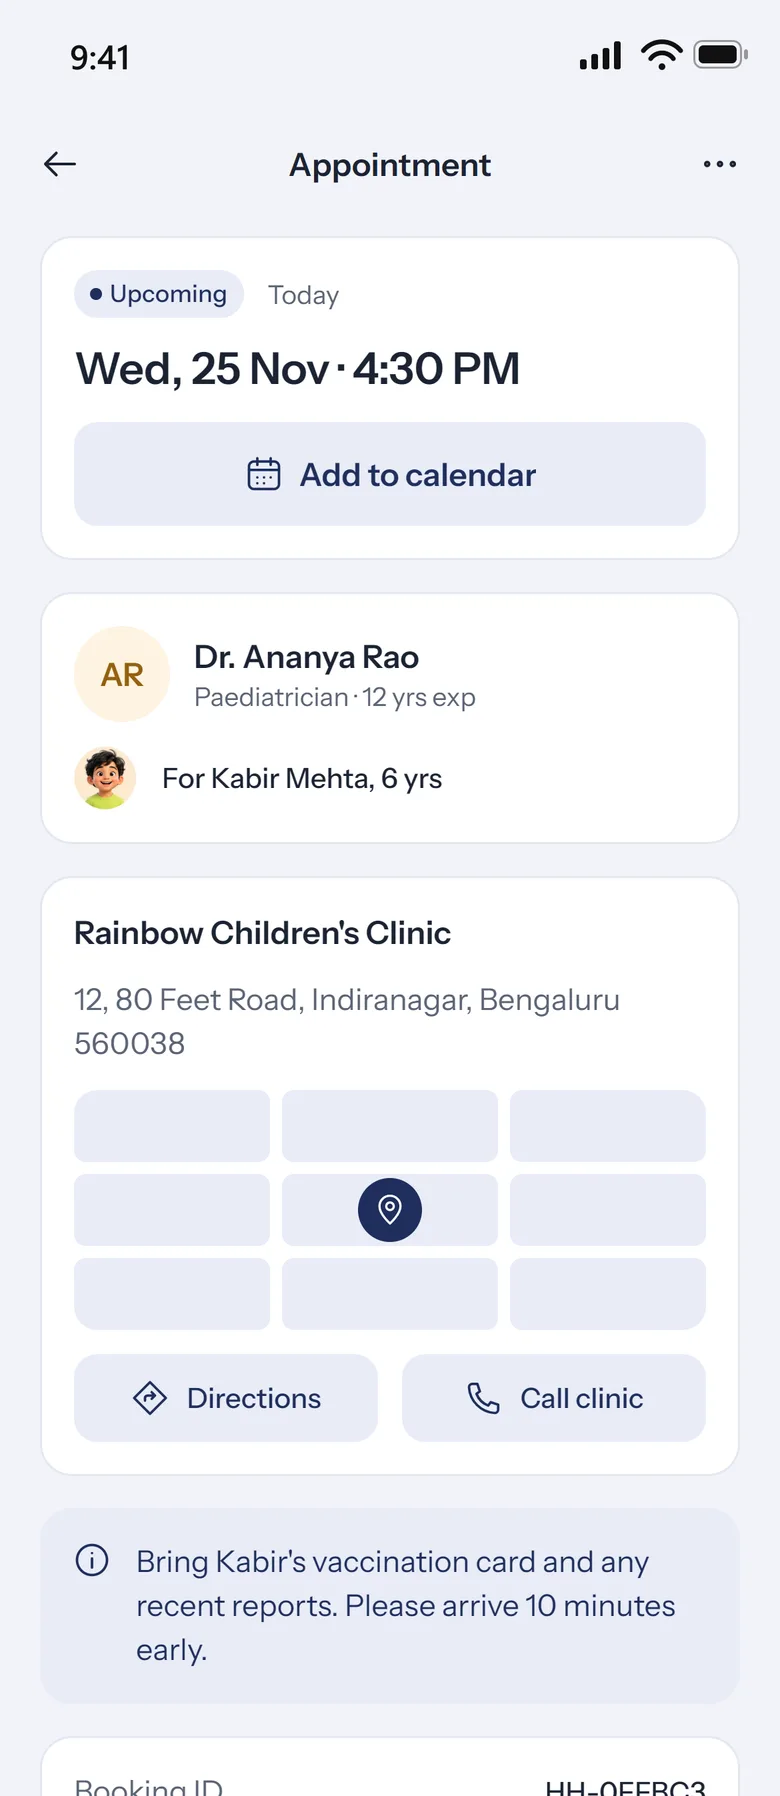 9:41
Appointment
Upcoming Today
Wed, 25 Nov · 4:30 PM
Add to calendar
AR
Dr. Ananya Rao
Paediatrician · 12 yrs exp
For Kabir Mehta, 6 yrs
Rainbow Children's Clinic
12, 80 Feet Road, Indiranagar, Bengaluru
560038
Directions Call clinic
Bring Kabir's vaccination card and any
recent reports. Please arrive 10 minutes
early.
Booking ID